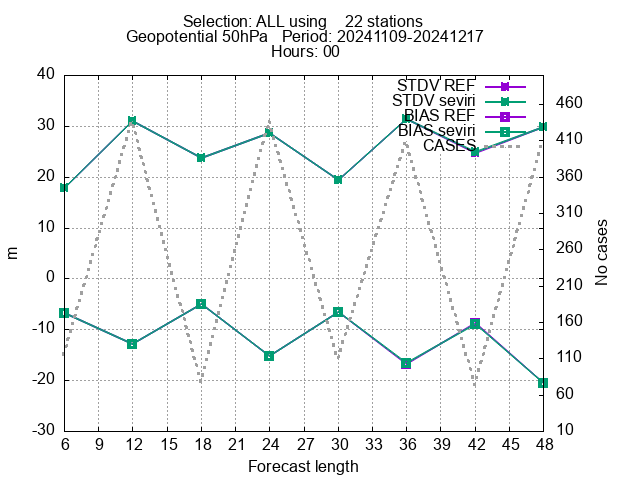 Selection: ALL using    22 stations
Geopotential 50hPa   Period: 20241109-20241217
Hours: 00
STDV REF
STDV seviri
BIAS REF
BIAS seviri
CASES
40
30
20
10
0
-10
-20
-30
m
460
410
360
310
260
210
160
110
60
10
No cases
6 9 12 15 18 21 24 27 30 33 36 39 42 45 48
Forecast length